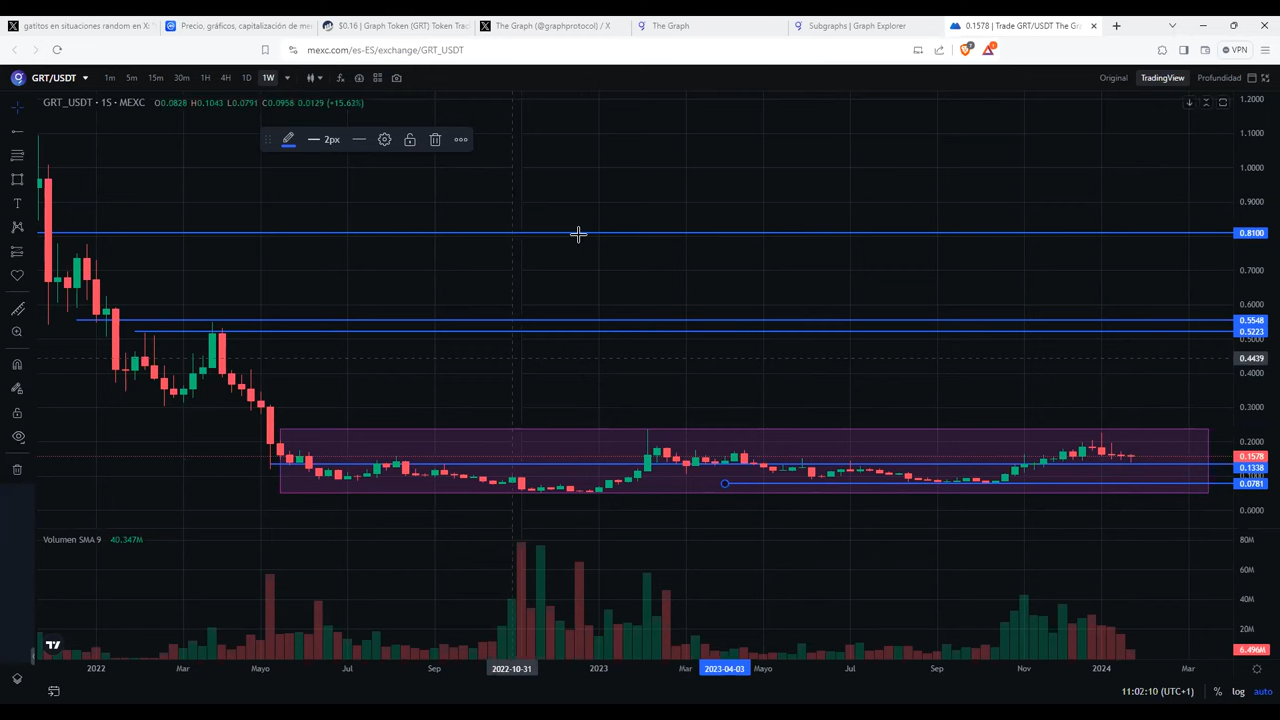 gatitos en situaciones random en X:
Precio, gráficos, capitalización de me
$0.16 | Graph Token (GRT) Token Trac
The Graph (@graphprotocol) / X
The Graph
Subgraphs | Graph Explorer
0.1578 | Trade GRT/USDT The Gr
mexc.com/es-ES/exchange/GRT_USDT
VPN
GRT/USDT 1m 5m 15m 30m 1H 4H 1D 1W Original TradingView Profundidad
GRT_USDT · 1S · MEXC O0.0828 H0.1043 L0.0791 C0.0958 0.0129 (+15.63%)
2px
1.2000
1.1000
1.0000
0.9000
0.8100
0.7000
0.6000
0.5548
0.5223
0.5000
0.4439
0.4000
0.3000
0.2000
0.1578
0.1338
0.0781
0.0000
Volumen SMA 9 40.347M
80M
60M
40M
20M
6.496M
2022 Mar Mayo Jul Sep 2022-10-31 2023 Mar 2023-04-03 Mayo Jul Sep Nov 2024 Mar
11:02:10 (UTC+1) % log auto